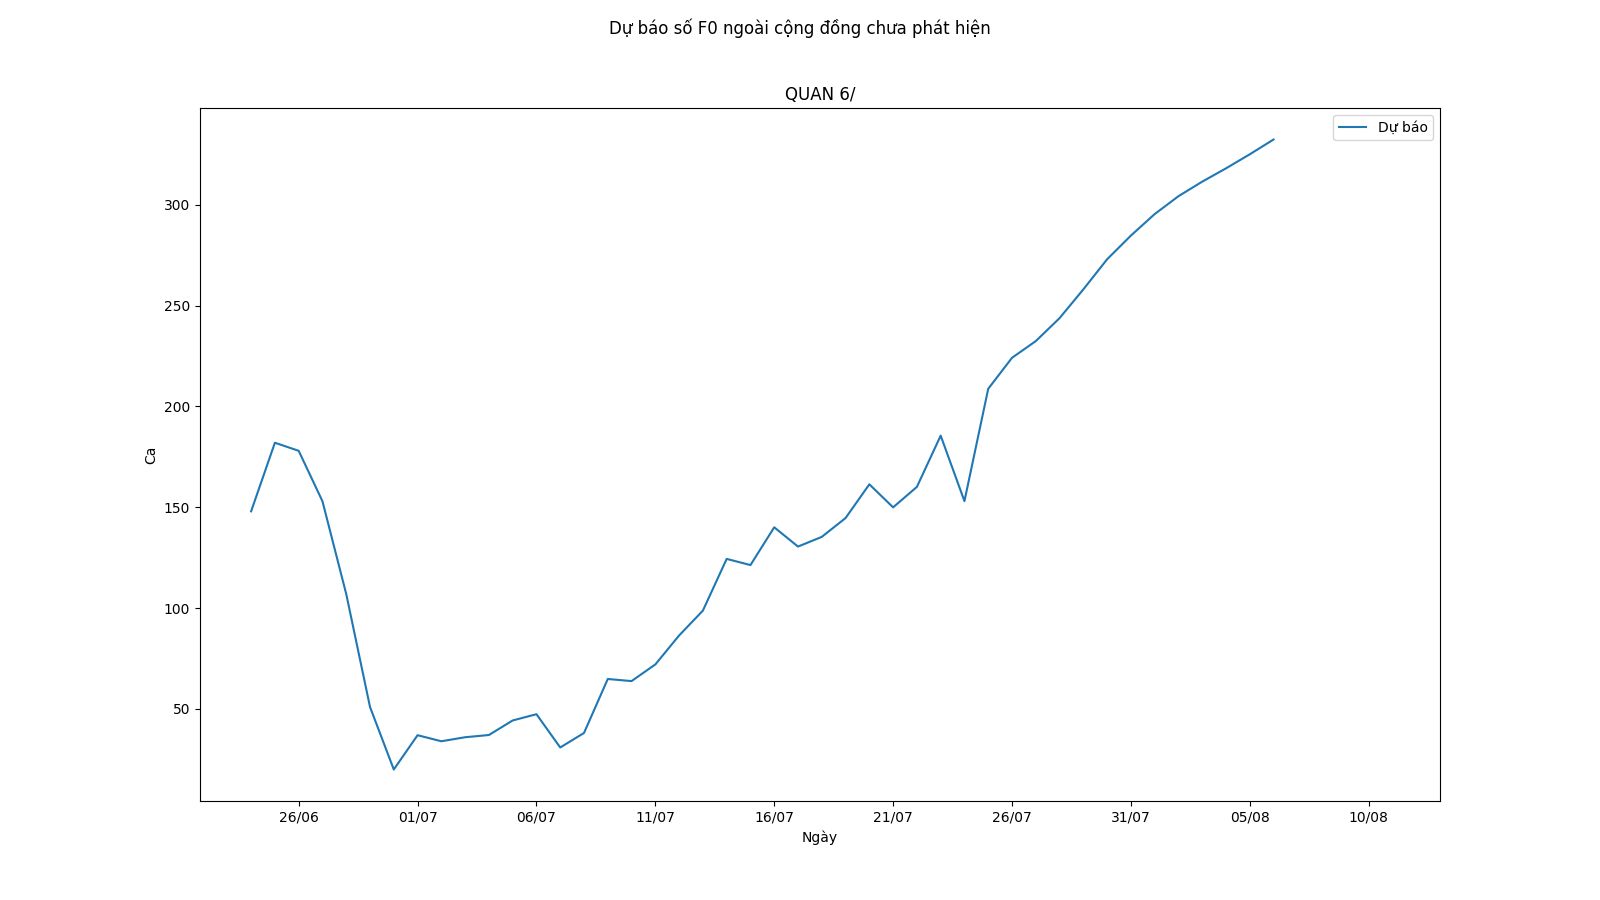 Dự báo số F0 ngoài cộng đồng chưa phát hiện
QUAN 6/
Dự báo
300
250
200
150
100
50
Ca
26/06 01/07 06/07 11/07 16/07 21/07 26/07 31/07 05/08 10/08
Ngày